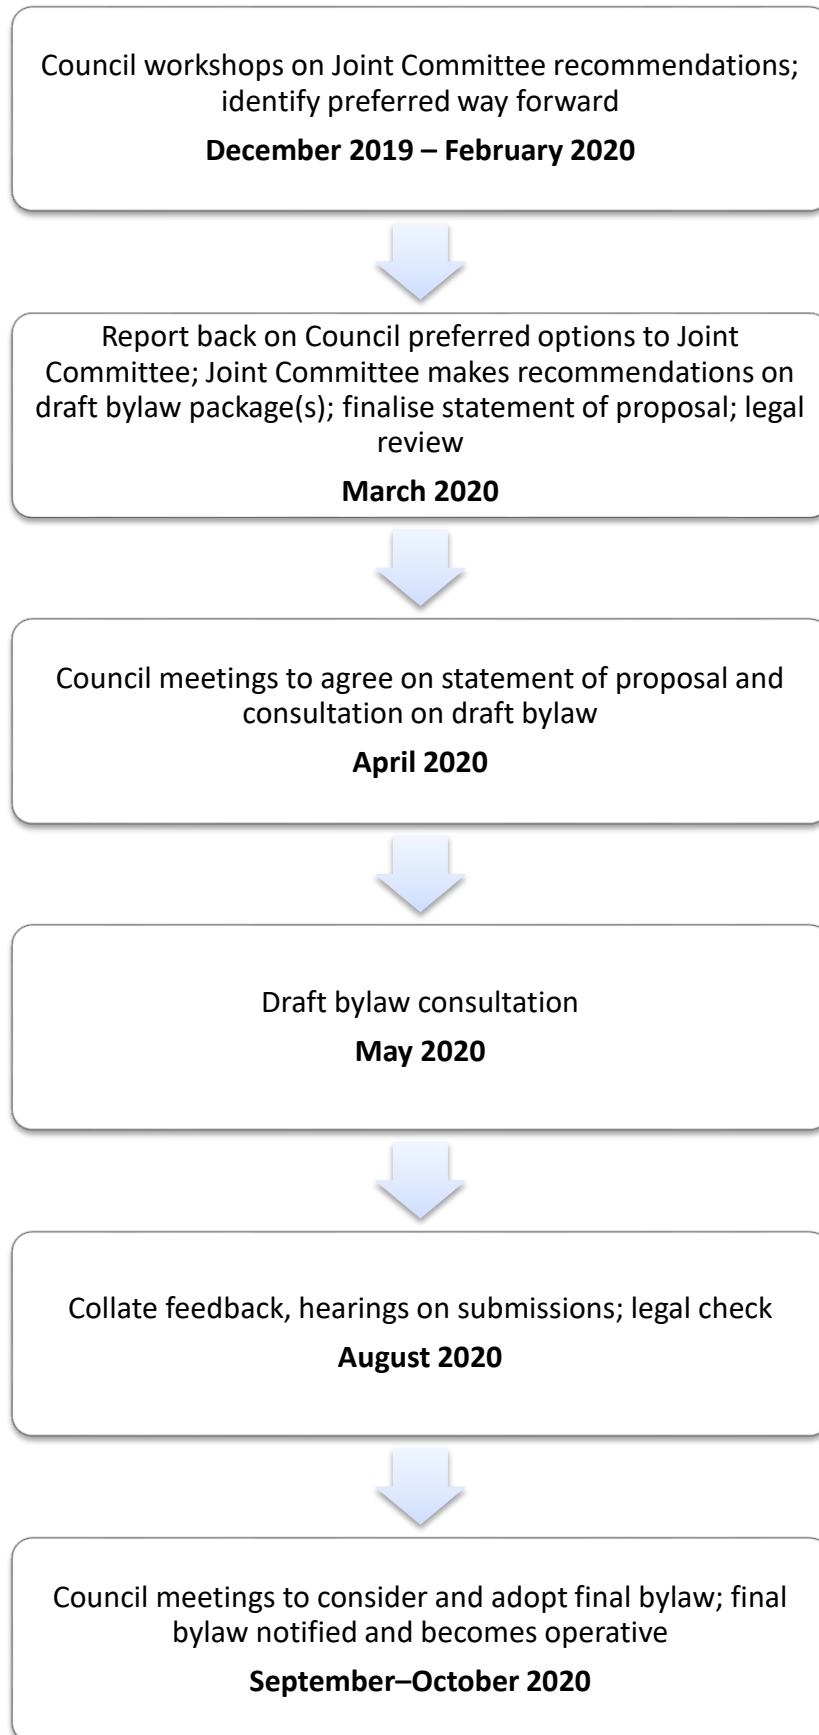 Council workshops on Joint Committee recommendations;
identify preferred way forward
December 2019 – February 2020
Report back on Council preferred options to Joint
Committee; Joint Committee makes recommendations on
draft bylaw package(s); finalise statement of proposal; legal
review
March 2020
Council meetings to agree on statement of proposal and
consultation on draft bylaw
April 2020
Draft bylaw consultation
May 2020
Collate feedback, hearings on submissions; legal check
August 2020
Council meetings to consider and adopt final bylaw; final
bylaw notified and becomes operative
September–October 2020